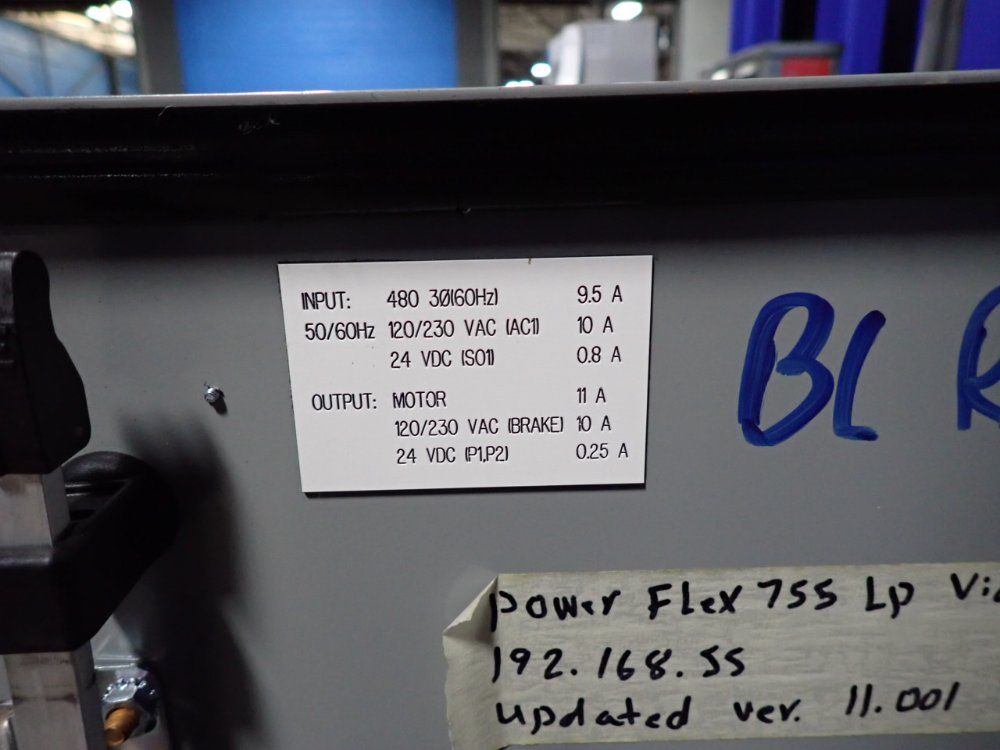 INPUT: 480 3Ø(60Hz) 9.5 A
50/60Hz 120/230 VAC (AC1) 10 A
24 VDC (SO1) 0.8 A
OUTPUT: MOTOR 11 A
120/230 VAC (BRAKE) 10 A
24 VDC (P1,P2) 0.25 A
BL
Power Flex 755 Lp
192.168.55
updated ver. 11.001